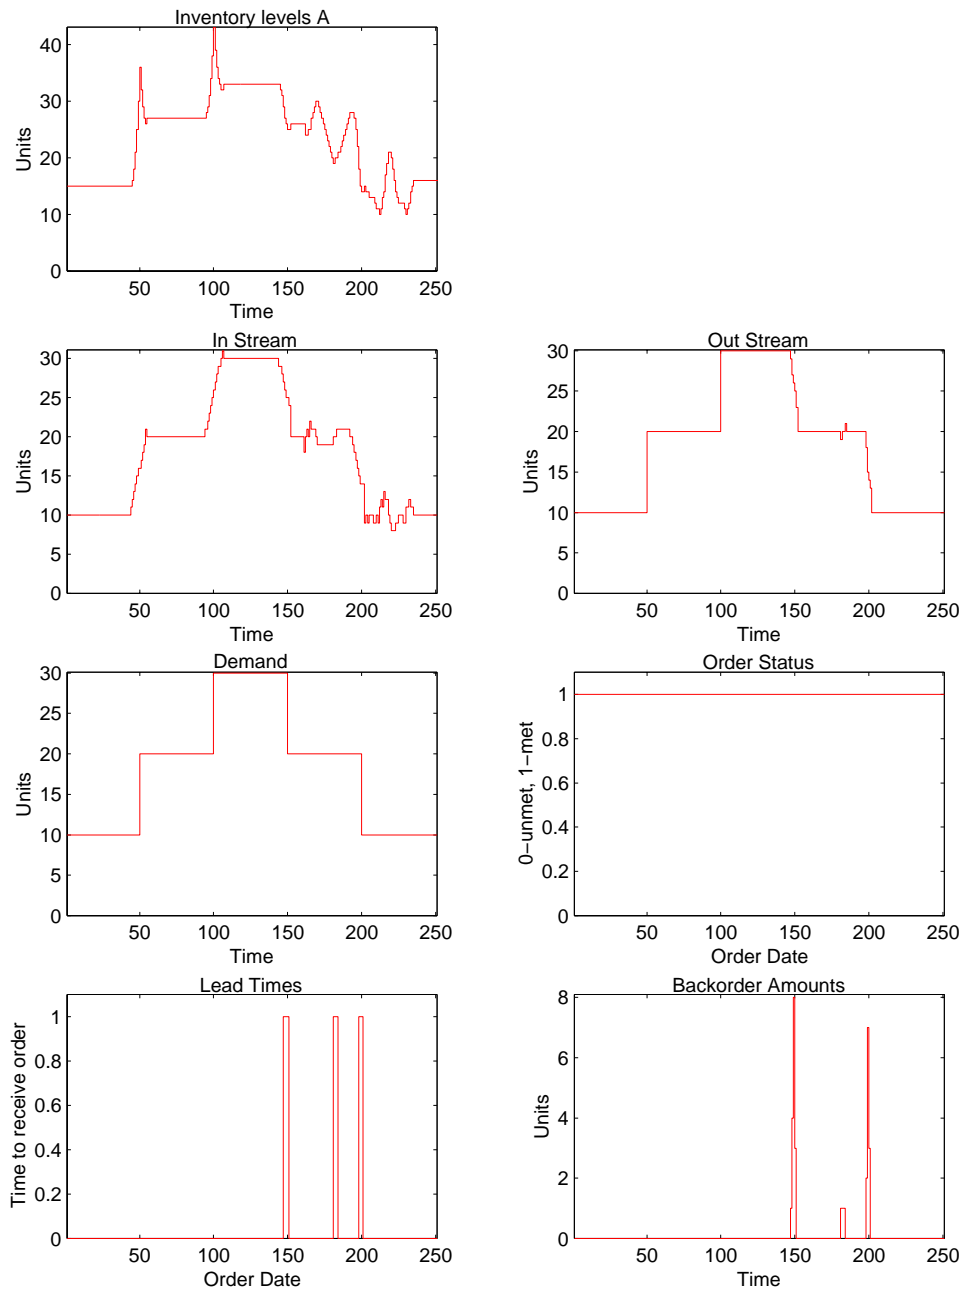 Inventory levels A
40
30
20
10
0
Units
50 100 150 200 250
Time
In Stream
30
25
20
15
10
5
0
Units
50 100 150 200 250
Time
Out Stream
30
25
20
15
10
5
0
Units
50 100 150 200 250
Time
Demand
30
25
20
15
10
5
0
Units
50 100 150 200 250
Time
Order Status
1
0.8
0.6
0.4
0.2
0
0−unmet, 1−met
50 100 150 200 250
Order Date
Lead Times
1
0.8
0.6
0.4
0.2
0
Time to receive order
50 100 150 200 250
Order Date
Backorder Amounts
8
6
4
2
0
Units
50 100 150 200 250
Time